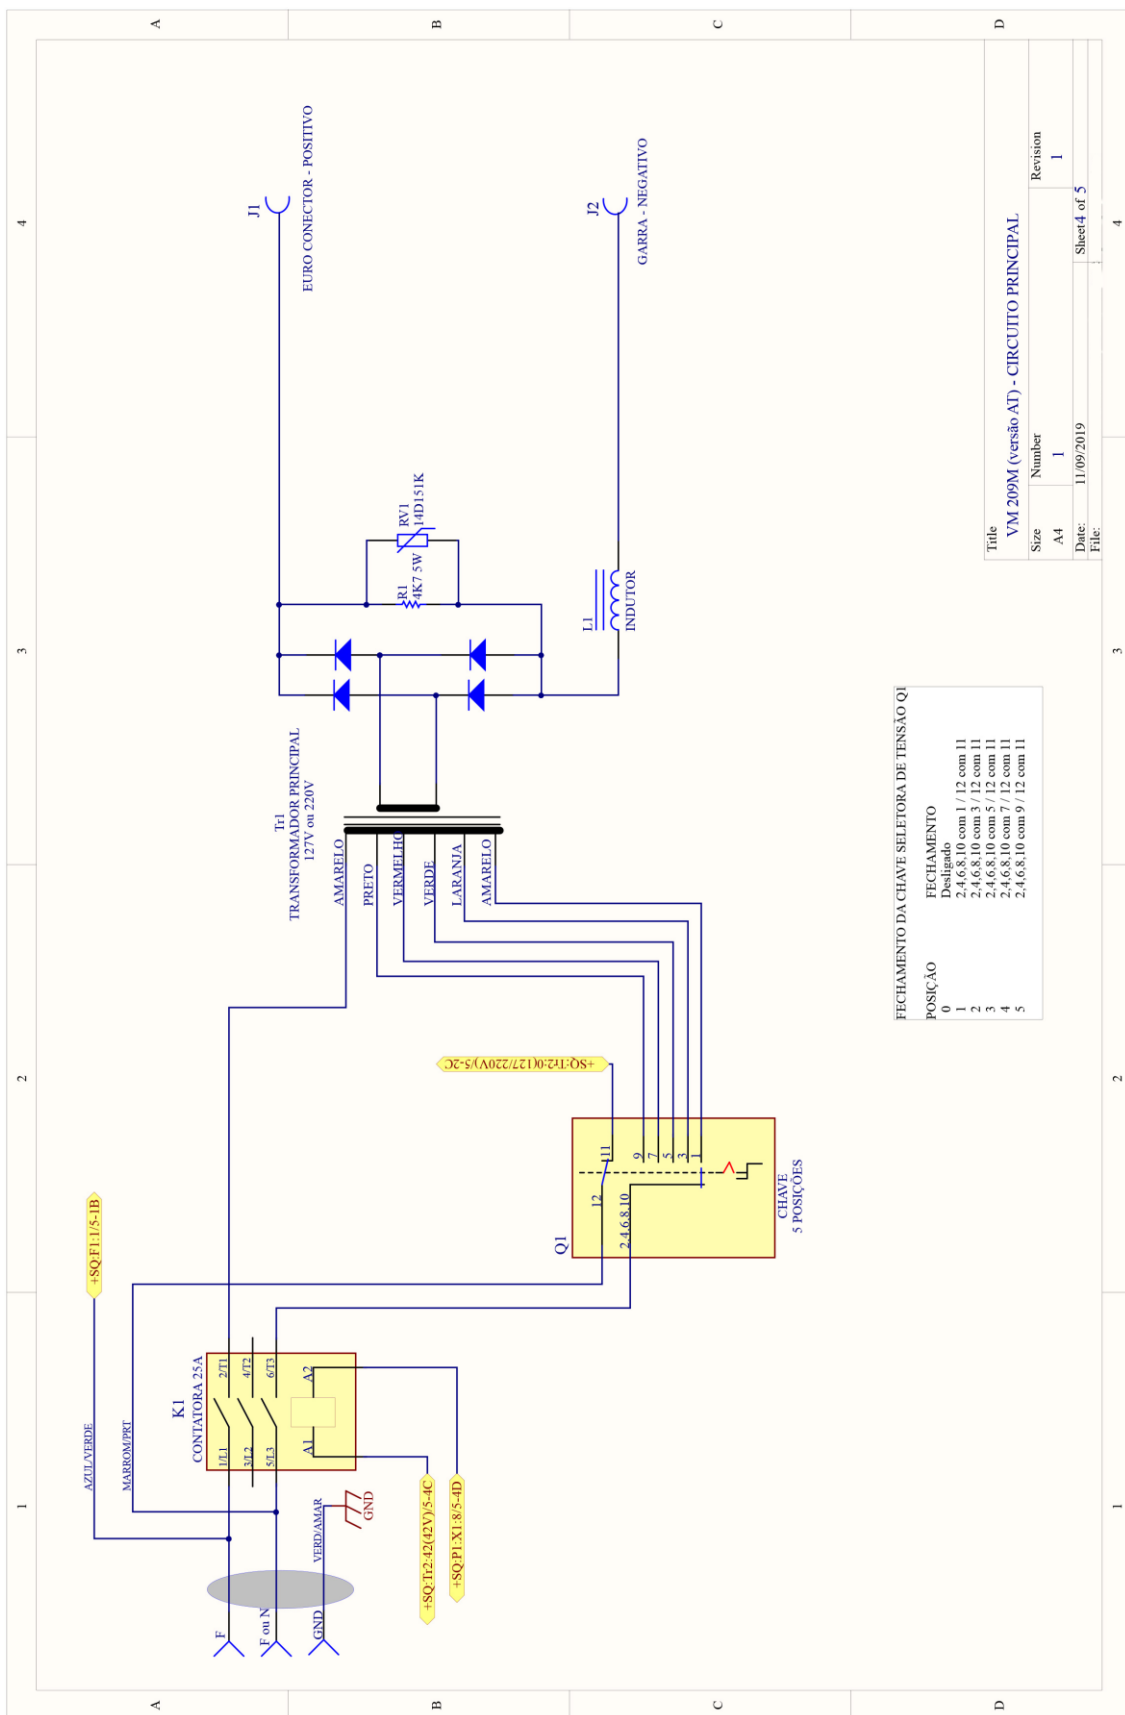 A
B
C
D
4
4
3
3
2
2
1
1
A
B
C
D
J1
EURO CONECTOR - POSITIVO
J2
GARRA - NEGATIVO
RV1
14D151K
R1
4K7 5W
L1
INDUTOR
Tr1
TRANSFORMADOR PRINCIPAL
127V ou 220V
AMARELO
PRETO
VERMELHO
VERDE
LARANJA
AMARELO
+SQ:F1:1/5-1B
AZUL/VERDE
MARROM/PRT
K1
CONTATORA 25A
1/L1
2/T1
3/L2
4/T2
5/L3
6/T3
A1
A2
F
F ou N
GND
VERD/AMAR
GND
+SQ:Tr2:42(42V)/5-4C
+SQ:P1:X1:8/5-4D
+SQ:Tr2:0(127/220V)/5-2C
Q1
12
11
2,4,6,8,10
9
7
5
3
1
CHAVE
5 POSIÇÕES
FECHAMENTO DA CHAVE SELETORA DE TENSÃO Q1
POSIÇÃO FECHAMENTO
0 Desligado
1 2,4,6,8,10 com 1 / 12 com 11
2 2,4,6,8,10 com 3 / 12 com 11
3 2,4,6,8,10 com 5 / 12 com 11
4 2,4,6,8,10 com 7 / 12 com 11
5 2,4,6,8,10 com 9 / 12 com 11
Title
VM 209M (versão AT) - CIRCUITO PRINCIPAL
Size Number Revision
A4 1 1
Date: 11/09/2019 Sheet4 of 5
File: